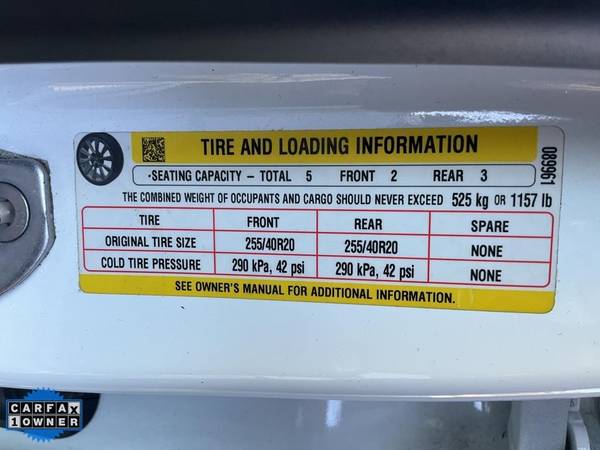 TIRE AND LOADING INFORMATION
·SEATING CAPACITY – TOTAL 5 FRONT 2 REAR 3
THE COMBINED WEIGHT OF OCCUPANTS AND CARGO SHOULD NEVER EXCEED 525 kg OR 1157 lb
TIRE FRONT REAR SPARE
ORIGINAL TIRE SIZE 255/40R20 255/40R20 NONE
COLD TIRE PRESSURE 290 kPa, 42 psi 290 kPa, 42 psi NONE
SEE OWNER'S MANUAL FOR ADDITIONAL INFORMATION.
089961
CARFAX
1 OWNER